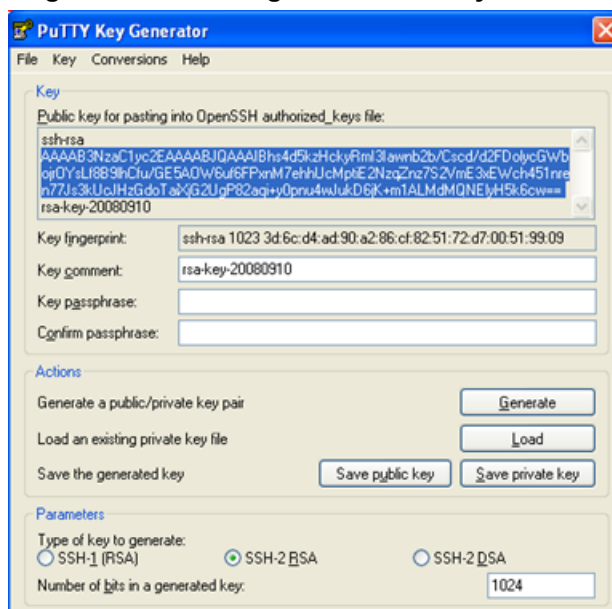 PuTTY Key Generator
File Key Conversions Help
Key
Public key for pasting into OpenSSH authorized_keys file:
ssh-rsa
rsa-key-20080910
Key fingerprint: ssh-rsa 1023 3d:6c:d4:ad:90:a2:86:cf:82:51:72:d7:00:51:99:09
Key comment: rsa-key-20080910
Key passphrase:
Confirm passphrase:
Actions
Generate a public/private key pair Generate
Load an existing private key file Load
Save the generated key Save public key Save private key
Parameters
Type of key to generate:
SSH-1 (RSA) SSH-2 RSA SSH-2 DSA
Number of bits in a generated key: 1024